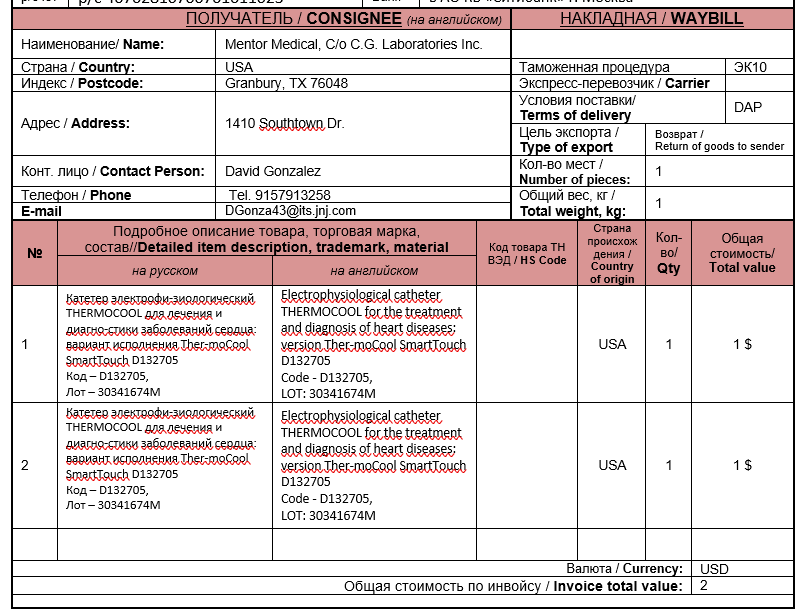 ПОЛУЧАТЕЛЬ / CONSIGNEE (на английском)
НАКЛАДНАЯ / WAYBILL
Наименование/ Name:
Mentor Medical, C/o C.G. Laboratories Inc.
Страна / Country:
USA
Таможенная процедура
ЭК10
Индекс / Postcode:
Granbury, TX 76048
Экспресс-перевозчик / Carrier
Адрес / Address:
1410 Southtown Dr.
Условия поставки/
Terms of delivery
DAP
Цель экспорта /
Type of export
Возврат /
Return of goods to sender
Конт. лицо / Contact Person:
David Gonzalez
Кол-во мест /
Number of pieces:
1
Телефон / Phone
Tel. 9157913258
Общий вес, кг /
Total weight, kg:
1
E-mail
DGonza43@its.jnj.com
№
Подробное описание товара, торговая марка,
состав//Detailed item description, trademark, material
на русском
на английском
Код товара ТН
ВЭД / HS Code
Страна
происхож
дения /
Country
of origin
Кол-
во/
Qty
Общая
стоимость/
Total value
1
Катетер электрофи-зиологический
THERMOCOOL для лечения и
диагно-стики заболеваний сердца:
вариант исполнения Ther-moCool
SmartTouch D132705
Код – D132705,
Лот – 30341674M
Electrophysiological catheter
THERMOCOOL for the treatment
and diagnosis of heart diseases:
version Ther-moCool SmartTouch
D132705
Code - D132705,
LOT: 30341674M
USA
1
1 $
2
Катетер электрофи-зиологический
THERMOCOOL для лечения и
диагно-стики заболеваний сердца:
вариант исполнения Ther-moCool
SmartTouch D132705
Код – D132705,
Лот – 30341674M
Electrophysiological catheter
THERMOCOOL for the treatment
and diagnosis of heart diseases:
version Ther-moCool SmartTouch
D132705
Code - D132705,
LOT: 30341674M
USA
1
1 $
Валюта / Currency:
USD
Общая стоимость по инвойсу / Invoice total value:
2